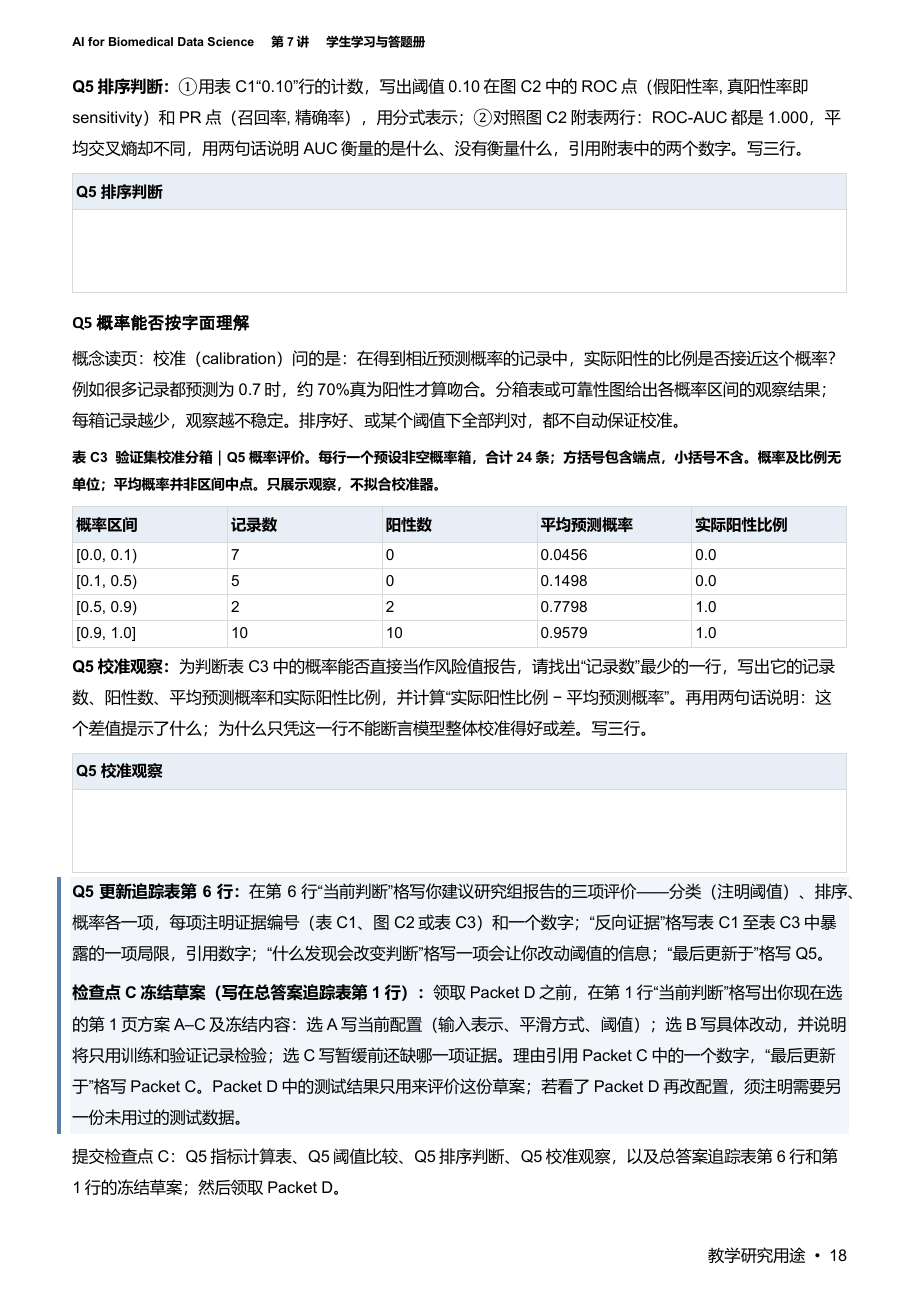 AI for Biomedical Data Science 第 7 讲 学生学习与答题册
Q5 排序判断：①用表 C1“0.10”行的计数，写出阈值 0.10 在图 C2 中的 ROC 点（假阳性率, 真阳性率即
sensitivity）和 PR 点（召回率, 精确率），用分式表示；②对照图 C2 附表两行：ROC-AUC 都是 1.000，平
均交叉熵却不同，用两句话说明 AUC 衡量的是什么、没有衡量什么，引用附表中的两个数字。写三行。
Q5 排序判断
Q5 概率能否按字面理解
概念读页：校准（calibration）问的是：在得到相近预测概率的记录中，实际阳性的比例是否接近这个概率？
例如很多记录都预测为 0.7 时，约 70%真为阳性才算吻合。分箱表或可靠性图给出各概率区间的观察结果；
每箱记录越少，观察越不稳定。排序好、或某个阈值下全部判对，都不自动保证校准。
表 C3 验证集校准分箱｜Q5 概率评价。每行一个预设非空概率箱，合计 24 条；方括号包含端点，小括号不含。概率及比例无
单位；平均概率并非区间中点。只展示观察，不拟合校准器。
概率区间 记录数 阳性数 平均预测概率 实际阳性比例
[0.0, 0.1) 7 0 0.0456 0.0
[0.1, 0.5) 5 0 0.1498 0.0
[0.5, 0.9) 2 2 0.7798 1.0
[0.9, 1.0] 10 10 0.9579 1.0
Q5 校准观察：为判断表 C3 中的概率能否直接当作风险值报告，请找出“记录数”最少的一行，写出它的记录
数、阳性数、平均预测概率和实际阳性比例，并计算“实际阳性比例 − 平均预测概率”。再用两句话说明：这
个差值提示了什么；为什么只凭这一行不能断言模型整体校准得好或差。写三行。
Q5 校准观察
Q5 更新追踪表第 6 行：在第 6 行“当前判断”格写你建议研究组报告的三项评价——分类（注明阈值）、排序、
概率各一项，每项注明证据编号（表 C1、图 C2 或表 C3）和一个数字；“反向证据”格写表 C1 至表 C3 中暴
露的一项局限，引用数字；“什么发现会改变判断”格写一项会让你改动阈值的信息；“最后更新于”格写 Q5。
检查点 C 冻结草案（写在总答案追踪表第 1 行）：领取 Packet D 之前，在第 1 行“当前判断”格写出你现在选
的第 1 页方案 A–C 及冻结内容：选 A 写当前配置（输入表示、平滑方式、阈值）；选 B 写具体改动，并说明
将只用训练和验证记录检验；选 C 写暂缓前还缺哪一项证据。理由引用 Packet C 中的一个数字，“最后更新
于”格写 Packet C。Packet D 中的测试结果只用来评价这份草案；若看了 Packet D 再改配置，须注明需要另
一份未用过的测试数据。
提交检查点 C：Q5 指标计算表、Q5 阈值比较、Q5 排序判断、Q5 校准观察，以及总答案追踪表第 6 行和第
1 行的冻结草案；然后领取 Packet D。
教学研究用途 • 18